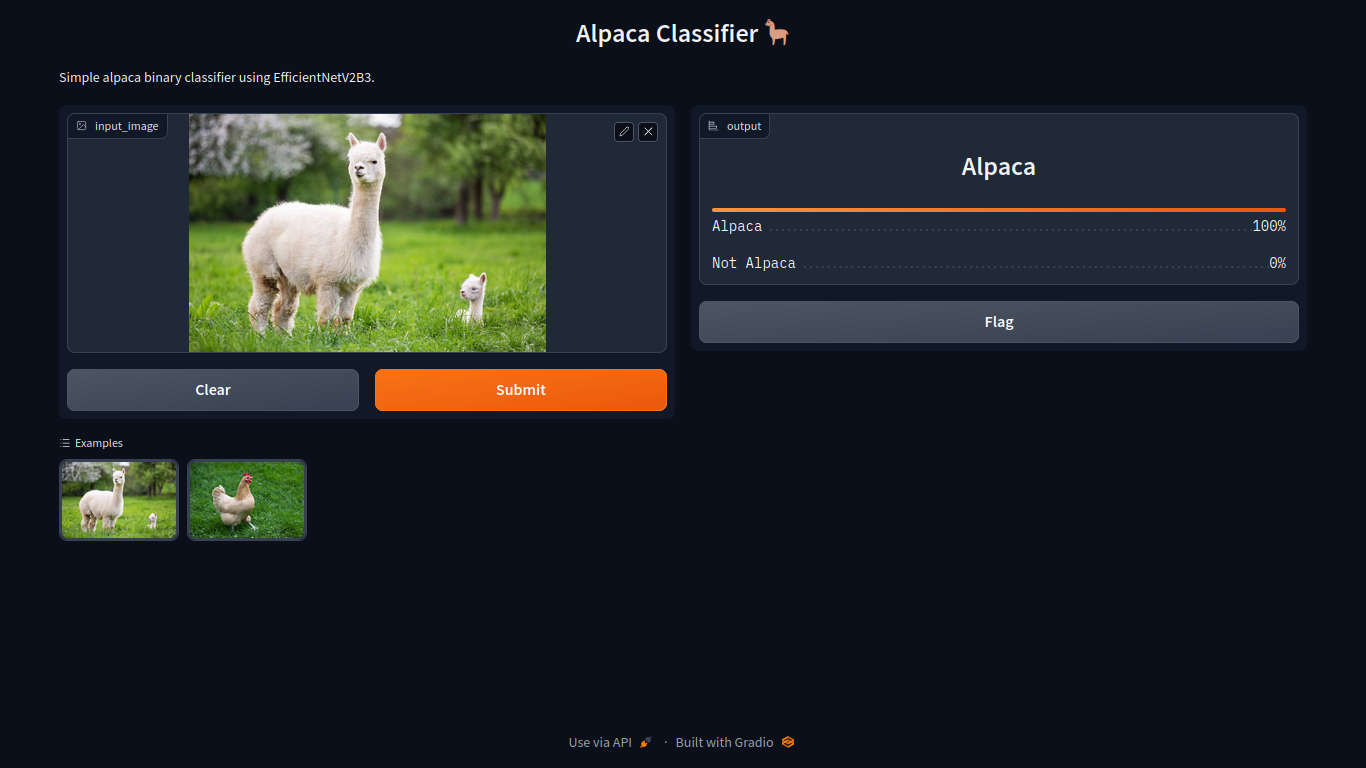 Alpaca Classifier 🦙
Simple alpaca binary classifier using EfficientNetV2B3.
input_image
Clear
Submit
output
Alpaca
Alpaca 100%
Not Alpaca 0%
Flag
Examples
Use via API · Built with Gradio